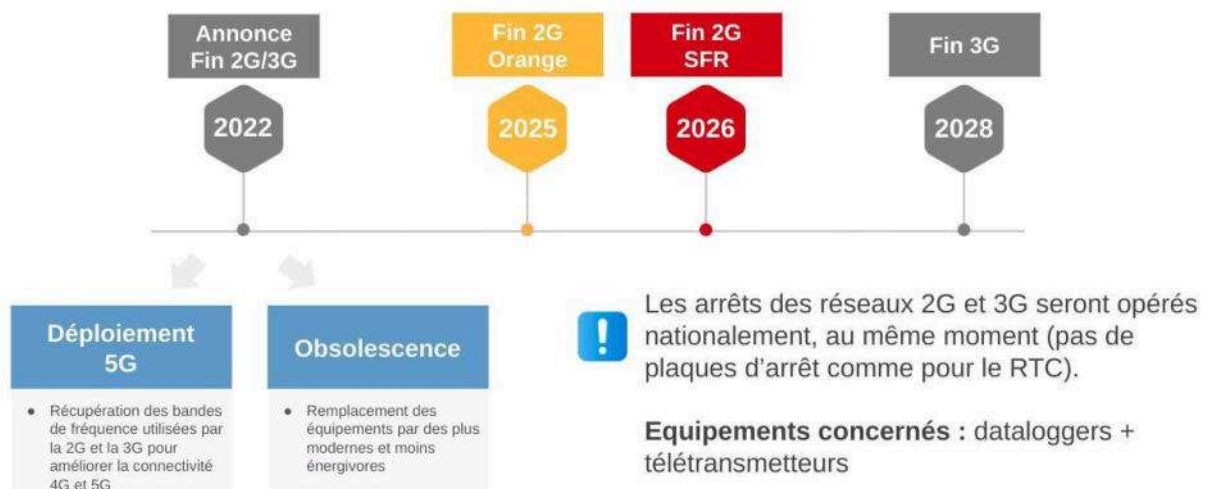 Annonce
Fin 2G/3G
Fin 2G
Orange
Fin 2G
SFR
Fin 3G
2022
2025
2026
2028
Déploiement
5G
• Récupération des bandes
de fréquence utilisées par
la 2G et la 3G pour
améliorer la connectivité
4G et 5G
Obsolescence
• Remplacement des
équipements par des plus
modernes et moins
énergivores
!
Les arrêts des réseaux 2G et 3G seront opérés
nationalement, au même moment (pas de
plaques d'arrêt comme pour le RTC).
Equipements concernés : dataloggers +
télétransmetteurs